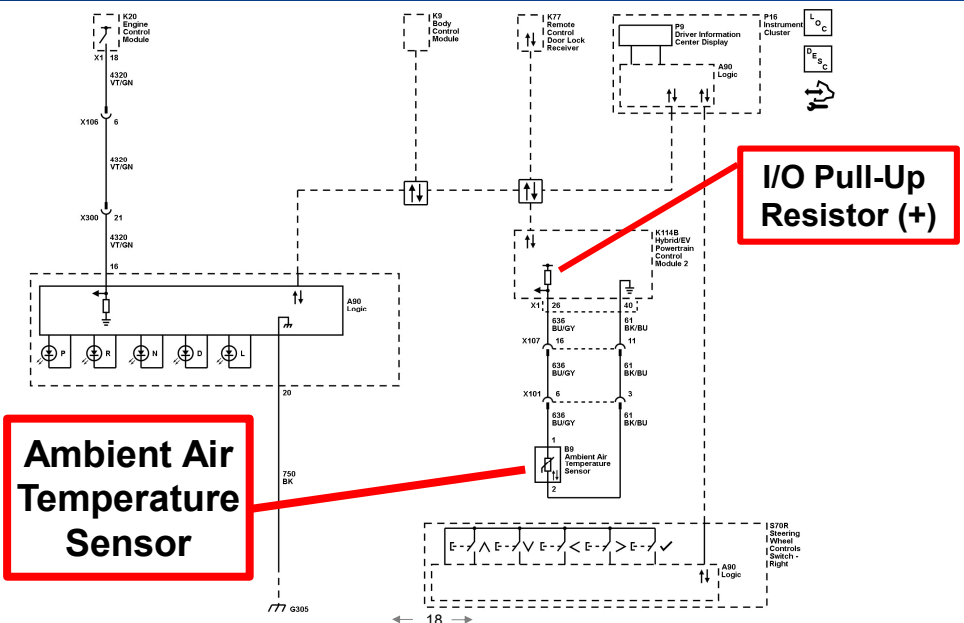 K20
Engine
Control
Module
X1 18
4320
VT/GN
X106 6
4320
VT/GN
X300 21
4320
VT/GN
16
A90
Logic
P R N D L
20
750
BK
G305
K9
Body
Control
Module
K77
Remote
Control
Door Lock
Receiver
P16
Instrument
Cluster
P9
Driver Information
Center Display
A90
Logic
LOC
DESC
I/O Pull-Up
Resistor (+)
K114B
Hybrid/EV
Powertrain
Control
Module 2
X1 26 40
636
BU/GY
61
BK/BU
X107 16 11
636
BU/GY
61
BK/BU
X101 6 3
636
BU/GY
61
BK/BU
1
B9
Ambient Air
Temperature
Sensor
2
Ambient Air
Temperature
Sensor
S70R
Steering
Wheel
Controls
Switch -
Right
A90
Logic
18